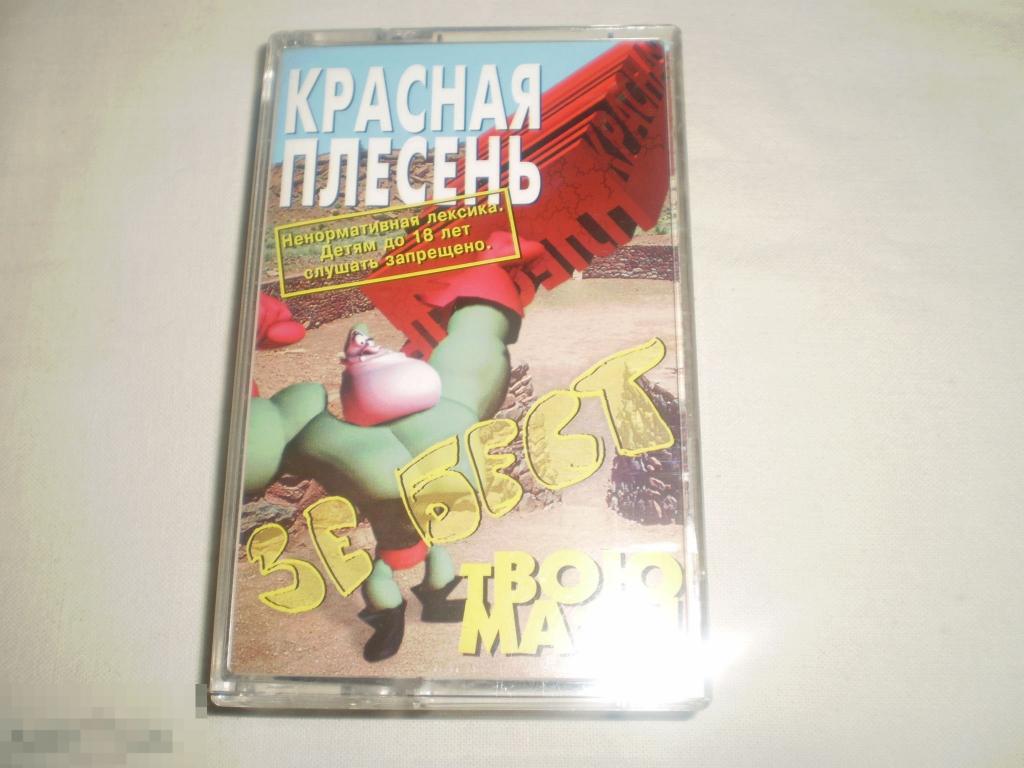 КРАСНАЯ
ПЛЕСЕНЬ
Ненормативная лексика.
Детям до 18 лет
слушать запрещено.
ЗЕ БЕСТ
ТВОЮ